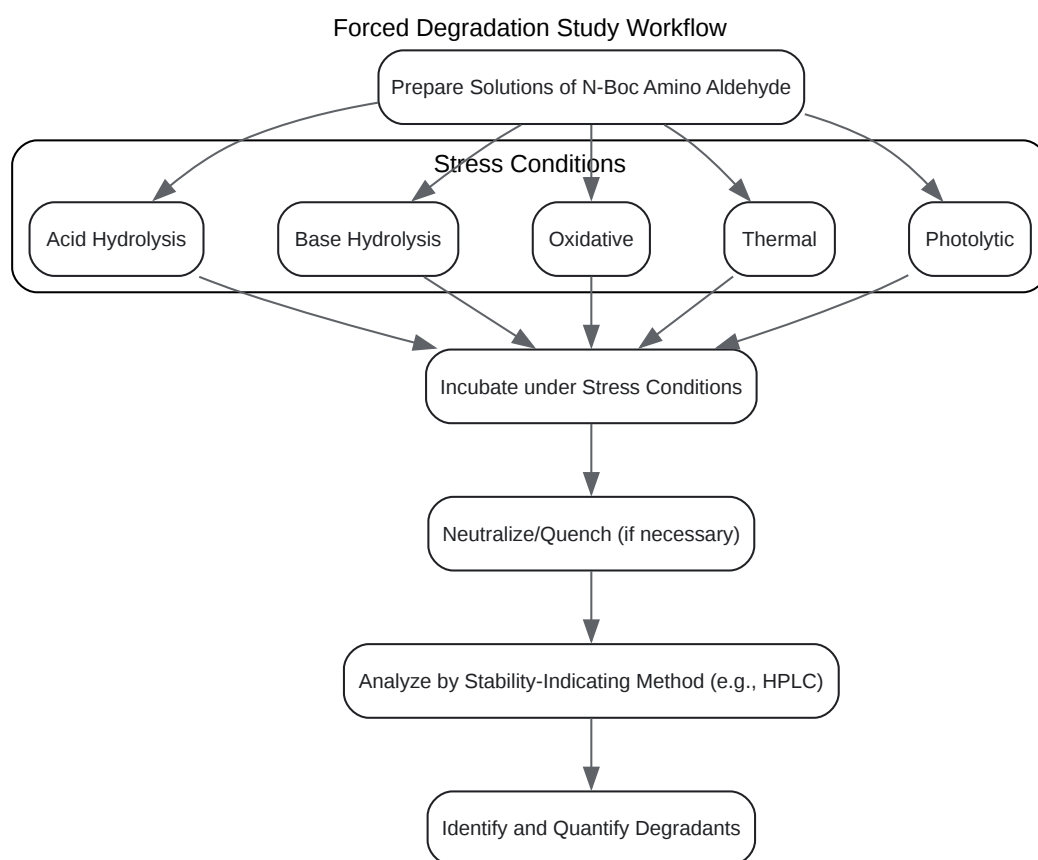 Forced Degradation Study Workflow
Prepare Solutions of N-Boc Amino Aldehyde
Stress Conditions
Acid Hydrolysis
Base Hydrolysis
Oxidative
Thermal
Photolytic
Incubate under Stress Conditions
Neutralize/Quench (if necessary)
Analyze by Stability-Indicating Method (e.g., HPLC)
Identify and Quantify Degradants